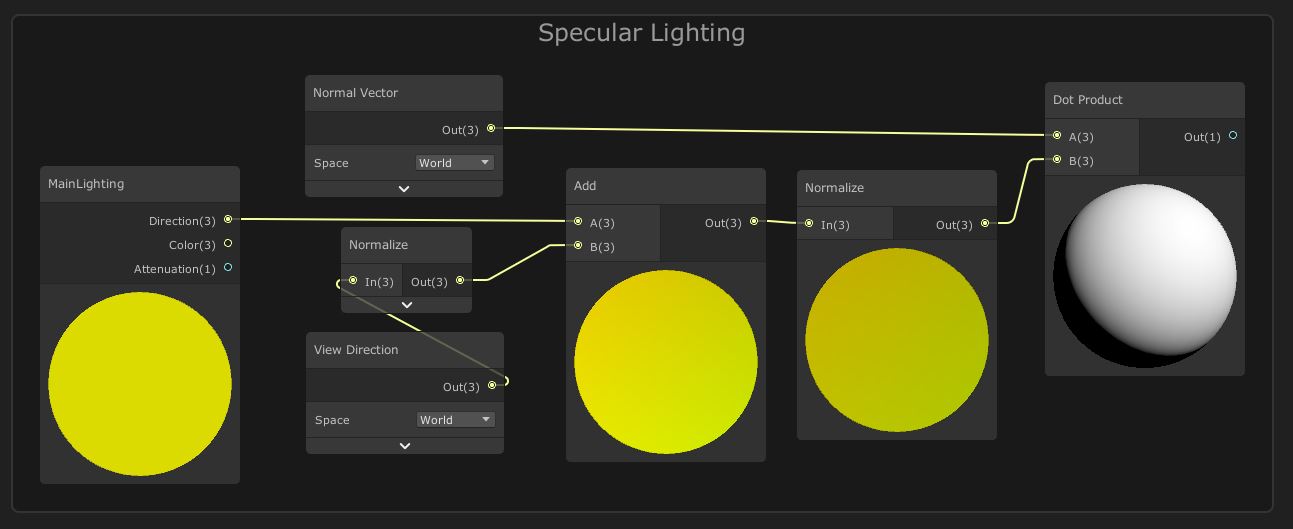 Specular Lighting
MainLighting
Direction(3)
Color(3)
Attenuation(1)
Normal Vector
Out(3)
Space World
Normalize
In(3) Out(3)
View Direction
Out(3)
Space World
Add
A(3) Out(3)
B(3)
Normalize
In(3) Out(3)
Dot Product
A(3) Out(1)
B(3)